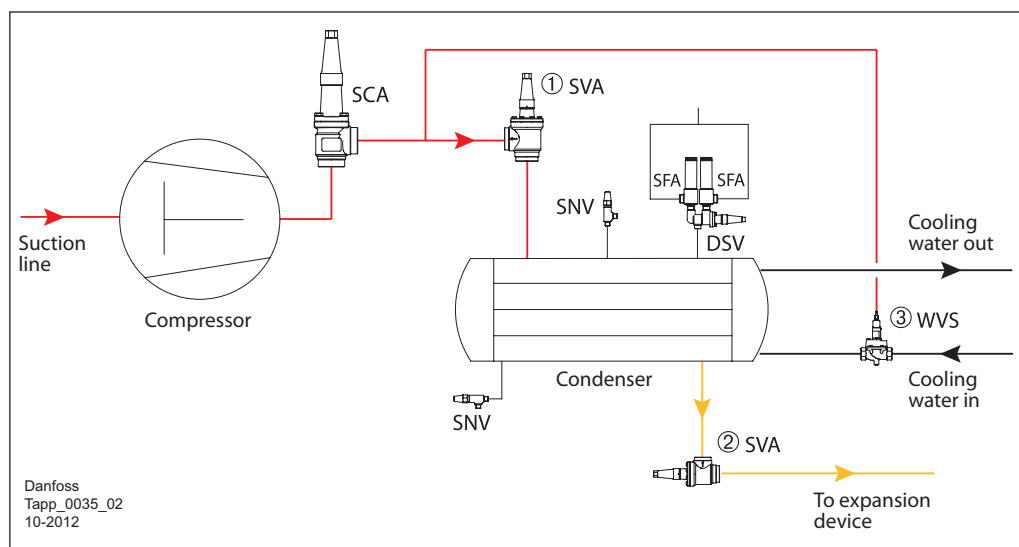 SCA
① SVA
SFA
SFA
SNV
DSV
Cooling
water out
Suction
line
Compressor
③ WVS
Condenser
Cooling
water in
SNV
② SVA
To expansion
device
Danfoss
Tapp_0035_02
10-2012